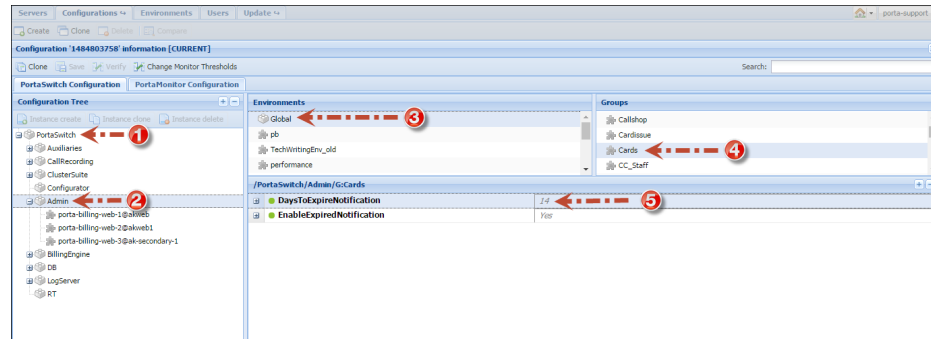 Servers Configurations Environments Users Update porta-support
Create Clone Delete Compare
Configuration '1484803758' information [CURRENT]
Clone Save Verify Change Monitor Thresholds Search:
PortaSwitch Configuration PortaMonitor Configuration
Configuration Tree Environments Groups
Instance create Instance clone Instance delete
Global 3 Callshop
PortaSwitch 1 pb Cardissue
Auxiliaries TechWrittingEnv_old Cards 4
CallRecording performance CC_Staff
ClusterSuite
Configurator /PortaSwitch/Admin/G:Cards
Admin 2 DaysToExpireNotification 14 5
porta-billing-web-1@akweb EnableExpiredNotification Yes
porta-billing-web-2@akweb1
porta-billing-web-3@ak-secondary-1
BillingEngine
DB
LogServer
RT